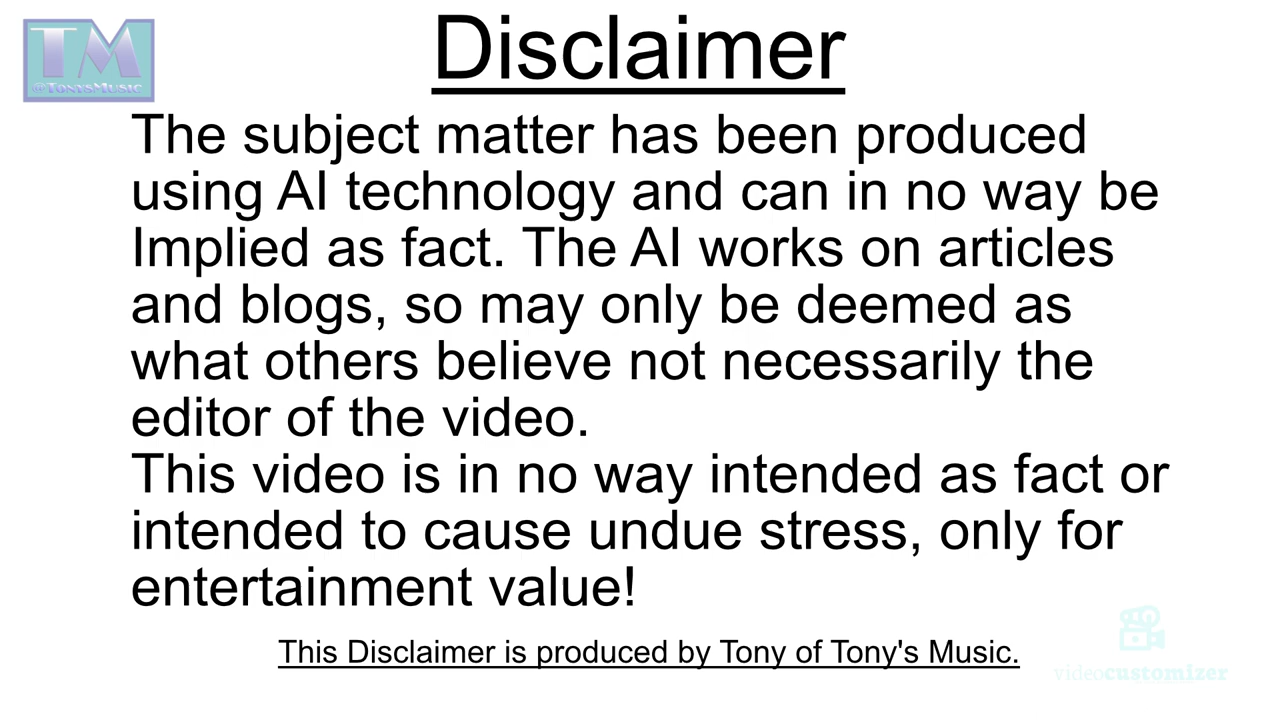 TM
@TonysMusic
Disclaimer
The subject matter has been produced
using AI technology and can in no way be
Implied as fact. The AI works on articles
and blogs, so may only be deemed as
what others believe not necessarily the
editor of the video.
This video is in no way intended as fact or
intended to cause undue stress, only for
entertainment value!
This Disclaimer is produced by Tony of Tony's Music.
videocustomizer